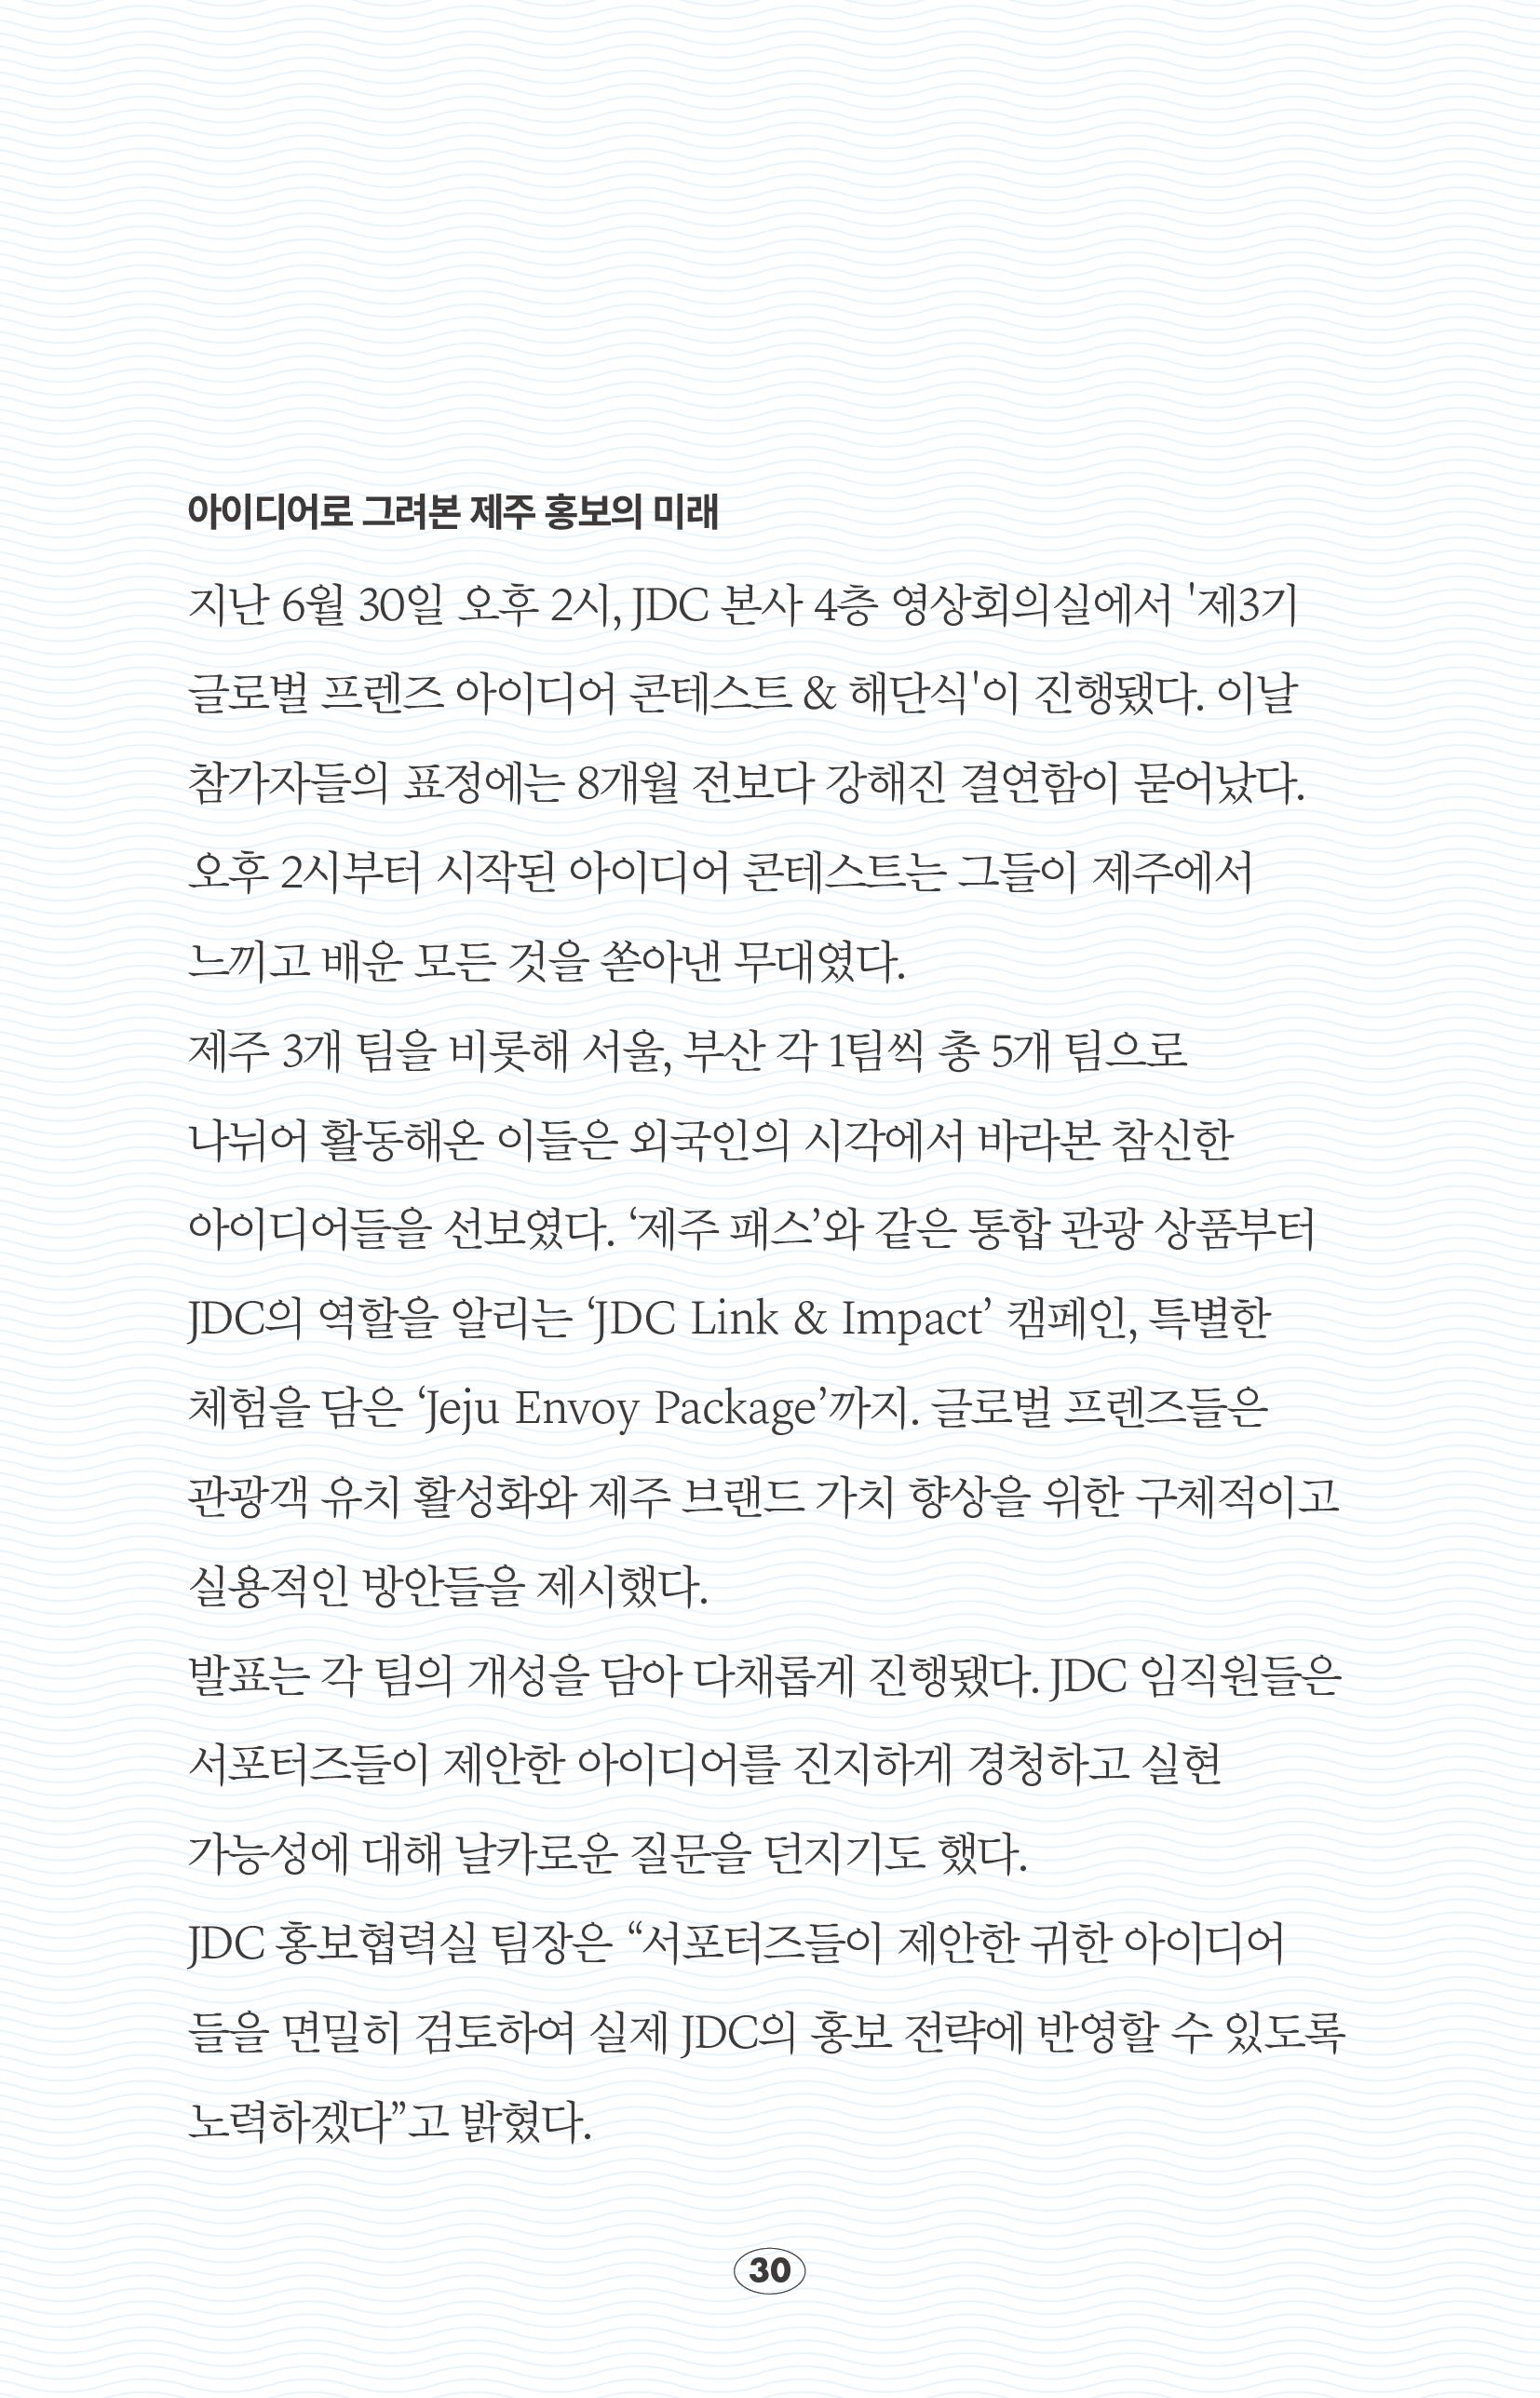 아이디어로 그려본 제주 홍보의 미래
지난 6월 30일 오후 2시, JDC 본사 4층 영상회의실에서 '제3기
글로벌 프렌즈 아이디어 콘테스트 & 해단식'이 진행됐다. 이날
참가자들의 표정에는 8개월 전보다 강해진 결연함이 묻어났다.
오후 2시부터 시작된 아이디어 콘테스트는 그들이 제주에서
느끼고 배운 모든 것을 쏟아낸 무대였다.
제주 3개 팀을 비롯해 서울, 부산 각 1팀씩 총 5개 팀으로
나뉘어 활동해온 이들은 외국인의 시각에서 바라본 참신한
아이디어들을 선보였다. ‘제주 패스’와 같은 통합 관광 상품부터
JDC의 역할을 알리는 ‘JDC Link & Impact’ 캠페인, 특별한
체험을 담은 ‘Jeju Envoy Package’까지. 글로벌 프렌즈들은
관광객 유치 활성화와 제주 브랜드 가치 향상을 위한 구체적이고
실용적인 방안들을 제시했다.
발표는 각 팀의 개성을 담아 다채롭게 진행됐다. JDC 임직원들은
서포터즈들이 제안한 아이디어를 진지하게 경청하고 실현
가능성에 대해 날카로운 질문을 던지기도 했다.
JDC 홍보협력실 팀장은 “서포터즈들이 제안한 귀한 아이디어
들을 면밀히 검토하여 실제 JDC의 홍보 전략에 반영할 수 있도록
노력하겠다”고 밝혔다.
30